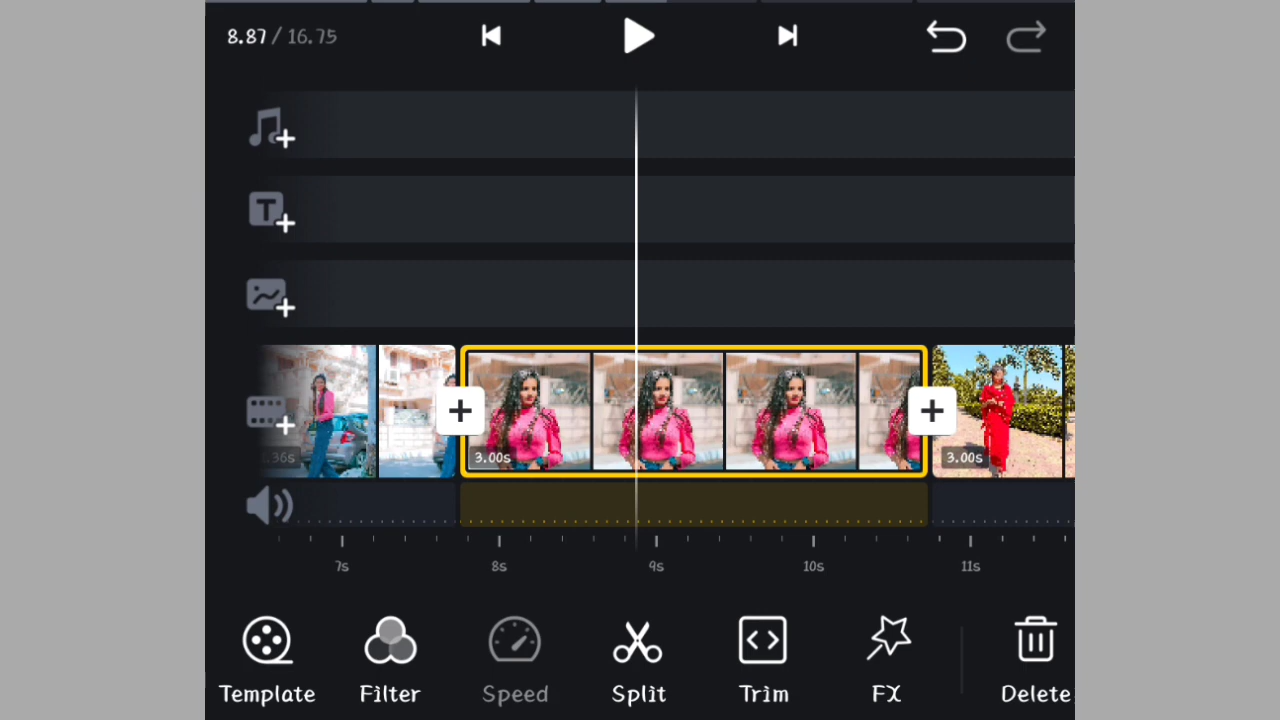 8.87 / 16.75
T
.36s
3.00s
3.00s
7s 8s 9s 10s 11s
Template Filter Speed Split Trim FX Delete